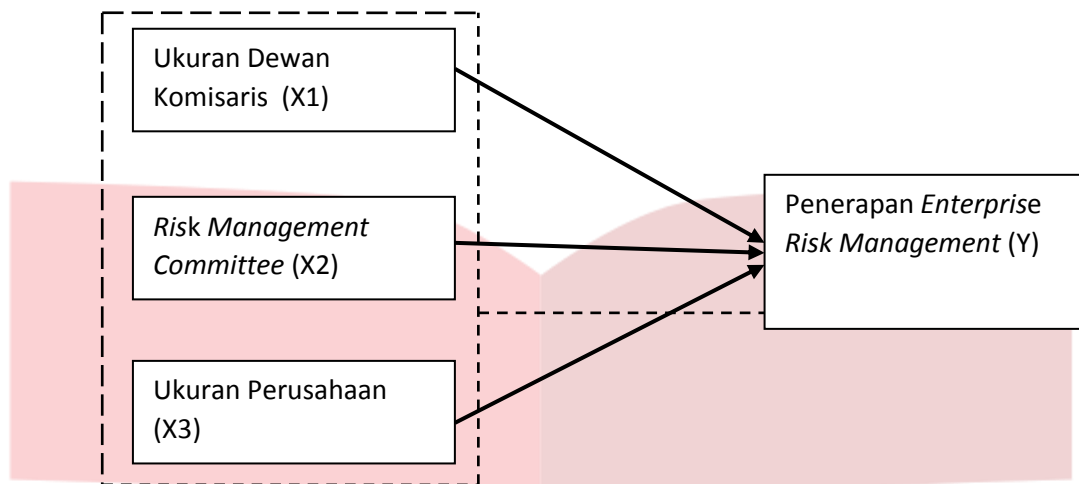 Ukuran Dewan
Komisaris (X1)
Risk Management
Committee (X2)
Ukuran Perusahaan
(X3)
Penerapan Enterprise
Risk Management (Y)